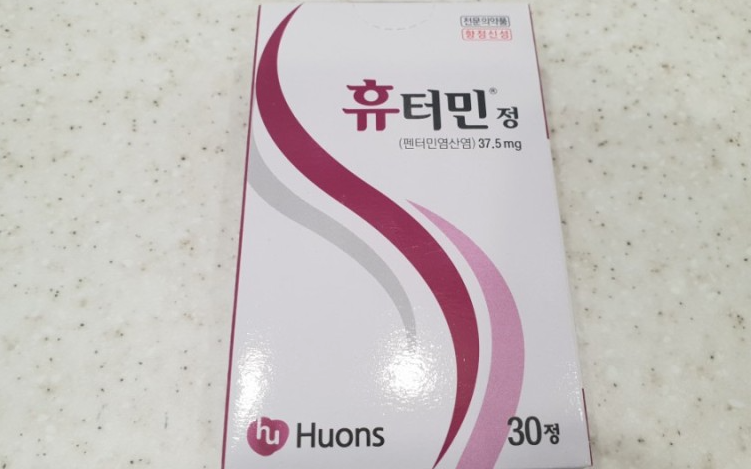 전문의약품
향정신성
휴터민® 정
(펜터민염산염) 37.5 mg
hu Huons
30정